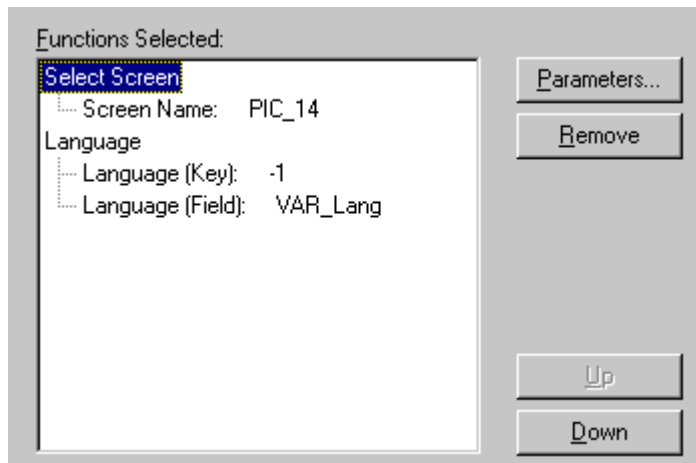 Functions Selected:
Select Screen
Screen Name: PIC_14
Language
Language (Key): -1
Language (Field): VAR_Lang
Parameters...
Remove
Up
Down